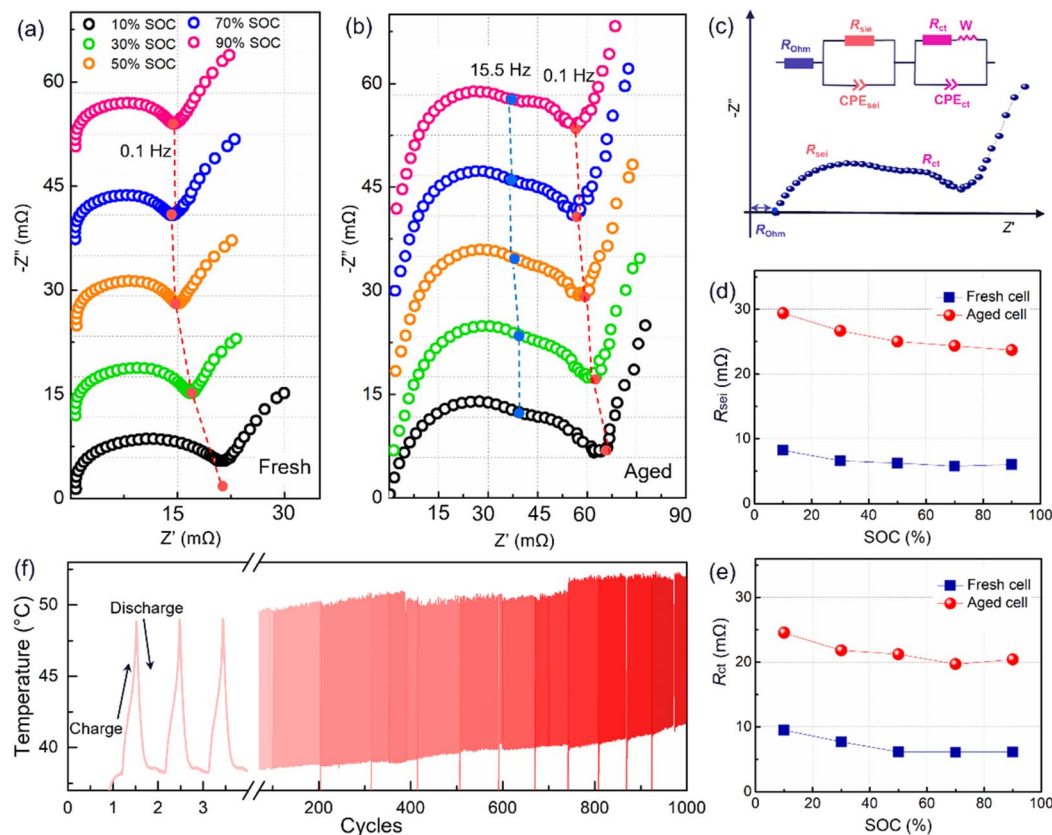 (a)
10% SOC
30% SOC
50% SOC
70% SOC
90% SOC
60
45
30
15
0
-Z'' (mΩ)
0.1 Hz
Fresh
15
30
Z' (mΩ)
(b)
60
45
30
15
0
-Z'' (mΩ)
15.5 Hz
0.1 Hz
Aged
15
30
45
60
90
Z' (mΩ)
(c)
-Z''
R_Ohm
R_sie
CPE_sei
R_ct
W
CPE_ct
R_sei
R_ct
R_Ohm
Z'
(d)
Fresh cell
Aged cell
30
20
10
0
R_sei (mΩ)
0 20 40 60 80 100
SOC (%)
(e)
Fresh cell
Aged cell
30
20
10
0
R_ct (mΩ)
0 20 40 60 80 100
SOC (%)
(f)
50
45
40
Temperature (°C)
Discharge
Charge
0 1 2 3 200 400 600 800 1000
Cycles